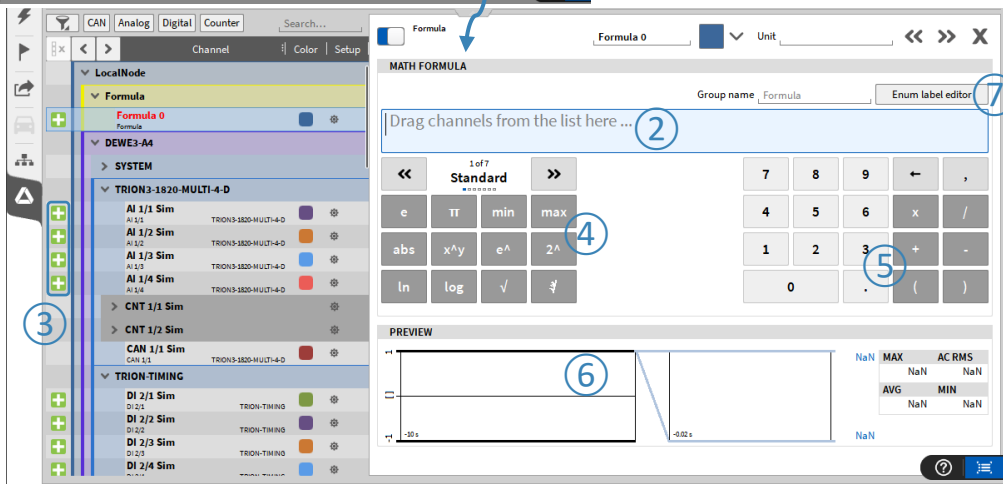 CAN Analog Digital Counter Search...
Channel Color Setup
LocalNode
Formula
Formula 0
Formula
DEWE3-A4
SYSTEM
TRION3-1820-MULTI-4-D
AI 1/1 Sim
AI 1/1 TRION3-1820-MULTI-4-D
AI 1/2 Sim
AI 1/2 TRION3-1820-MULTI-4-D
AI 1/3 Sim
AI 1/3 TRION3-1820-MULTI-4-D
AI 1/4 Sim
AI 1/4 TRION3-1820-MULTI-4-D
3
CNT 1/1 Sim
CNT 1/2 Sim
CAN 1/1 Sim
CAN 1/1 TRION3-1820-MULTI-4-D
TRION-TIMING
DI 2/1 Sim
DI 2/1 TRION-TIMING
DI 2/2 Sim
DI 2/2 TRION-TIMING
DI 2/3 Sim
DI 2/3 TRION-TIMING
DI 2/4 Sim
Formula Formula 0 Unit « » X
MATH FORMULA
Group name Formula Enum label editor 7
Drag channels from the list here ... 2
« 1 of 7 »
Standard
7 8 9 ← ,
e π min max 4 5 6 x /
4
abs x^y e^ 2^ 1 2 3 + -
5
ln log √ ∛ 0 . ( )
PREVIEW
1 NaN MAX AC RMS
NaN NaN
6
[] AVG MIN
NaN NaN
-1 -10 s -0.02 s NaN
?